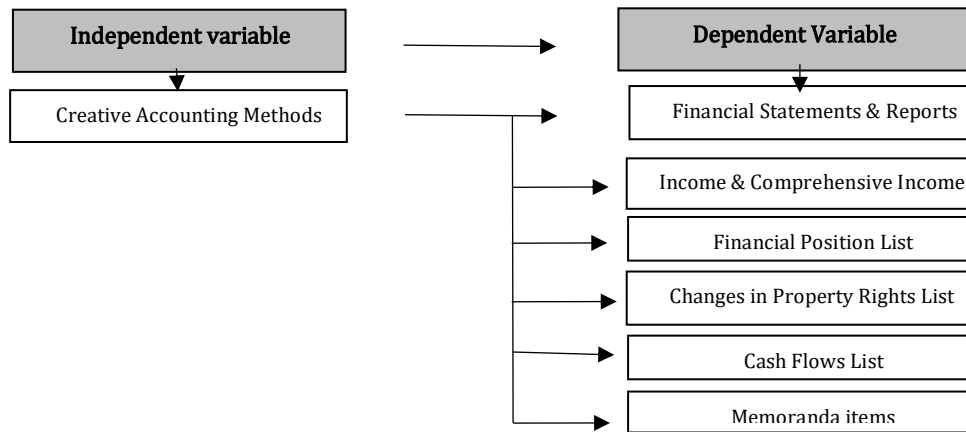 Independent variable
Dependent Variable
Creative Accounting Methods
Financial Statements & Reports
Income & Comprehensive Income
Financial Position List
Changes in Property Rights List
Cash Flows List
Memoranda items